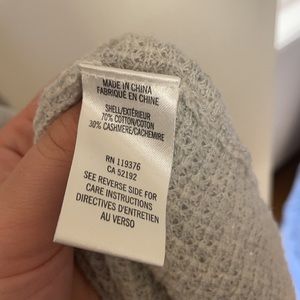 MADE IN CHINA
FABRIQUÉ EN CHINE
SHELL/EXTÉRIEUR
70% COTTON/COTON
30% CASHMERE/CACHEMIRE
RN 119376
CA 52192
SEE REVERSE SIDE FOR
CARE INSTRUCTIONS
DIRECTIVES D'ENTRETIEN
AU VERSO